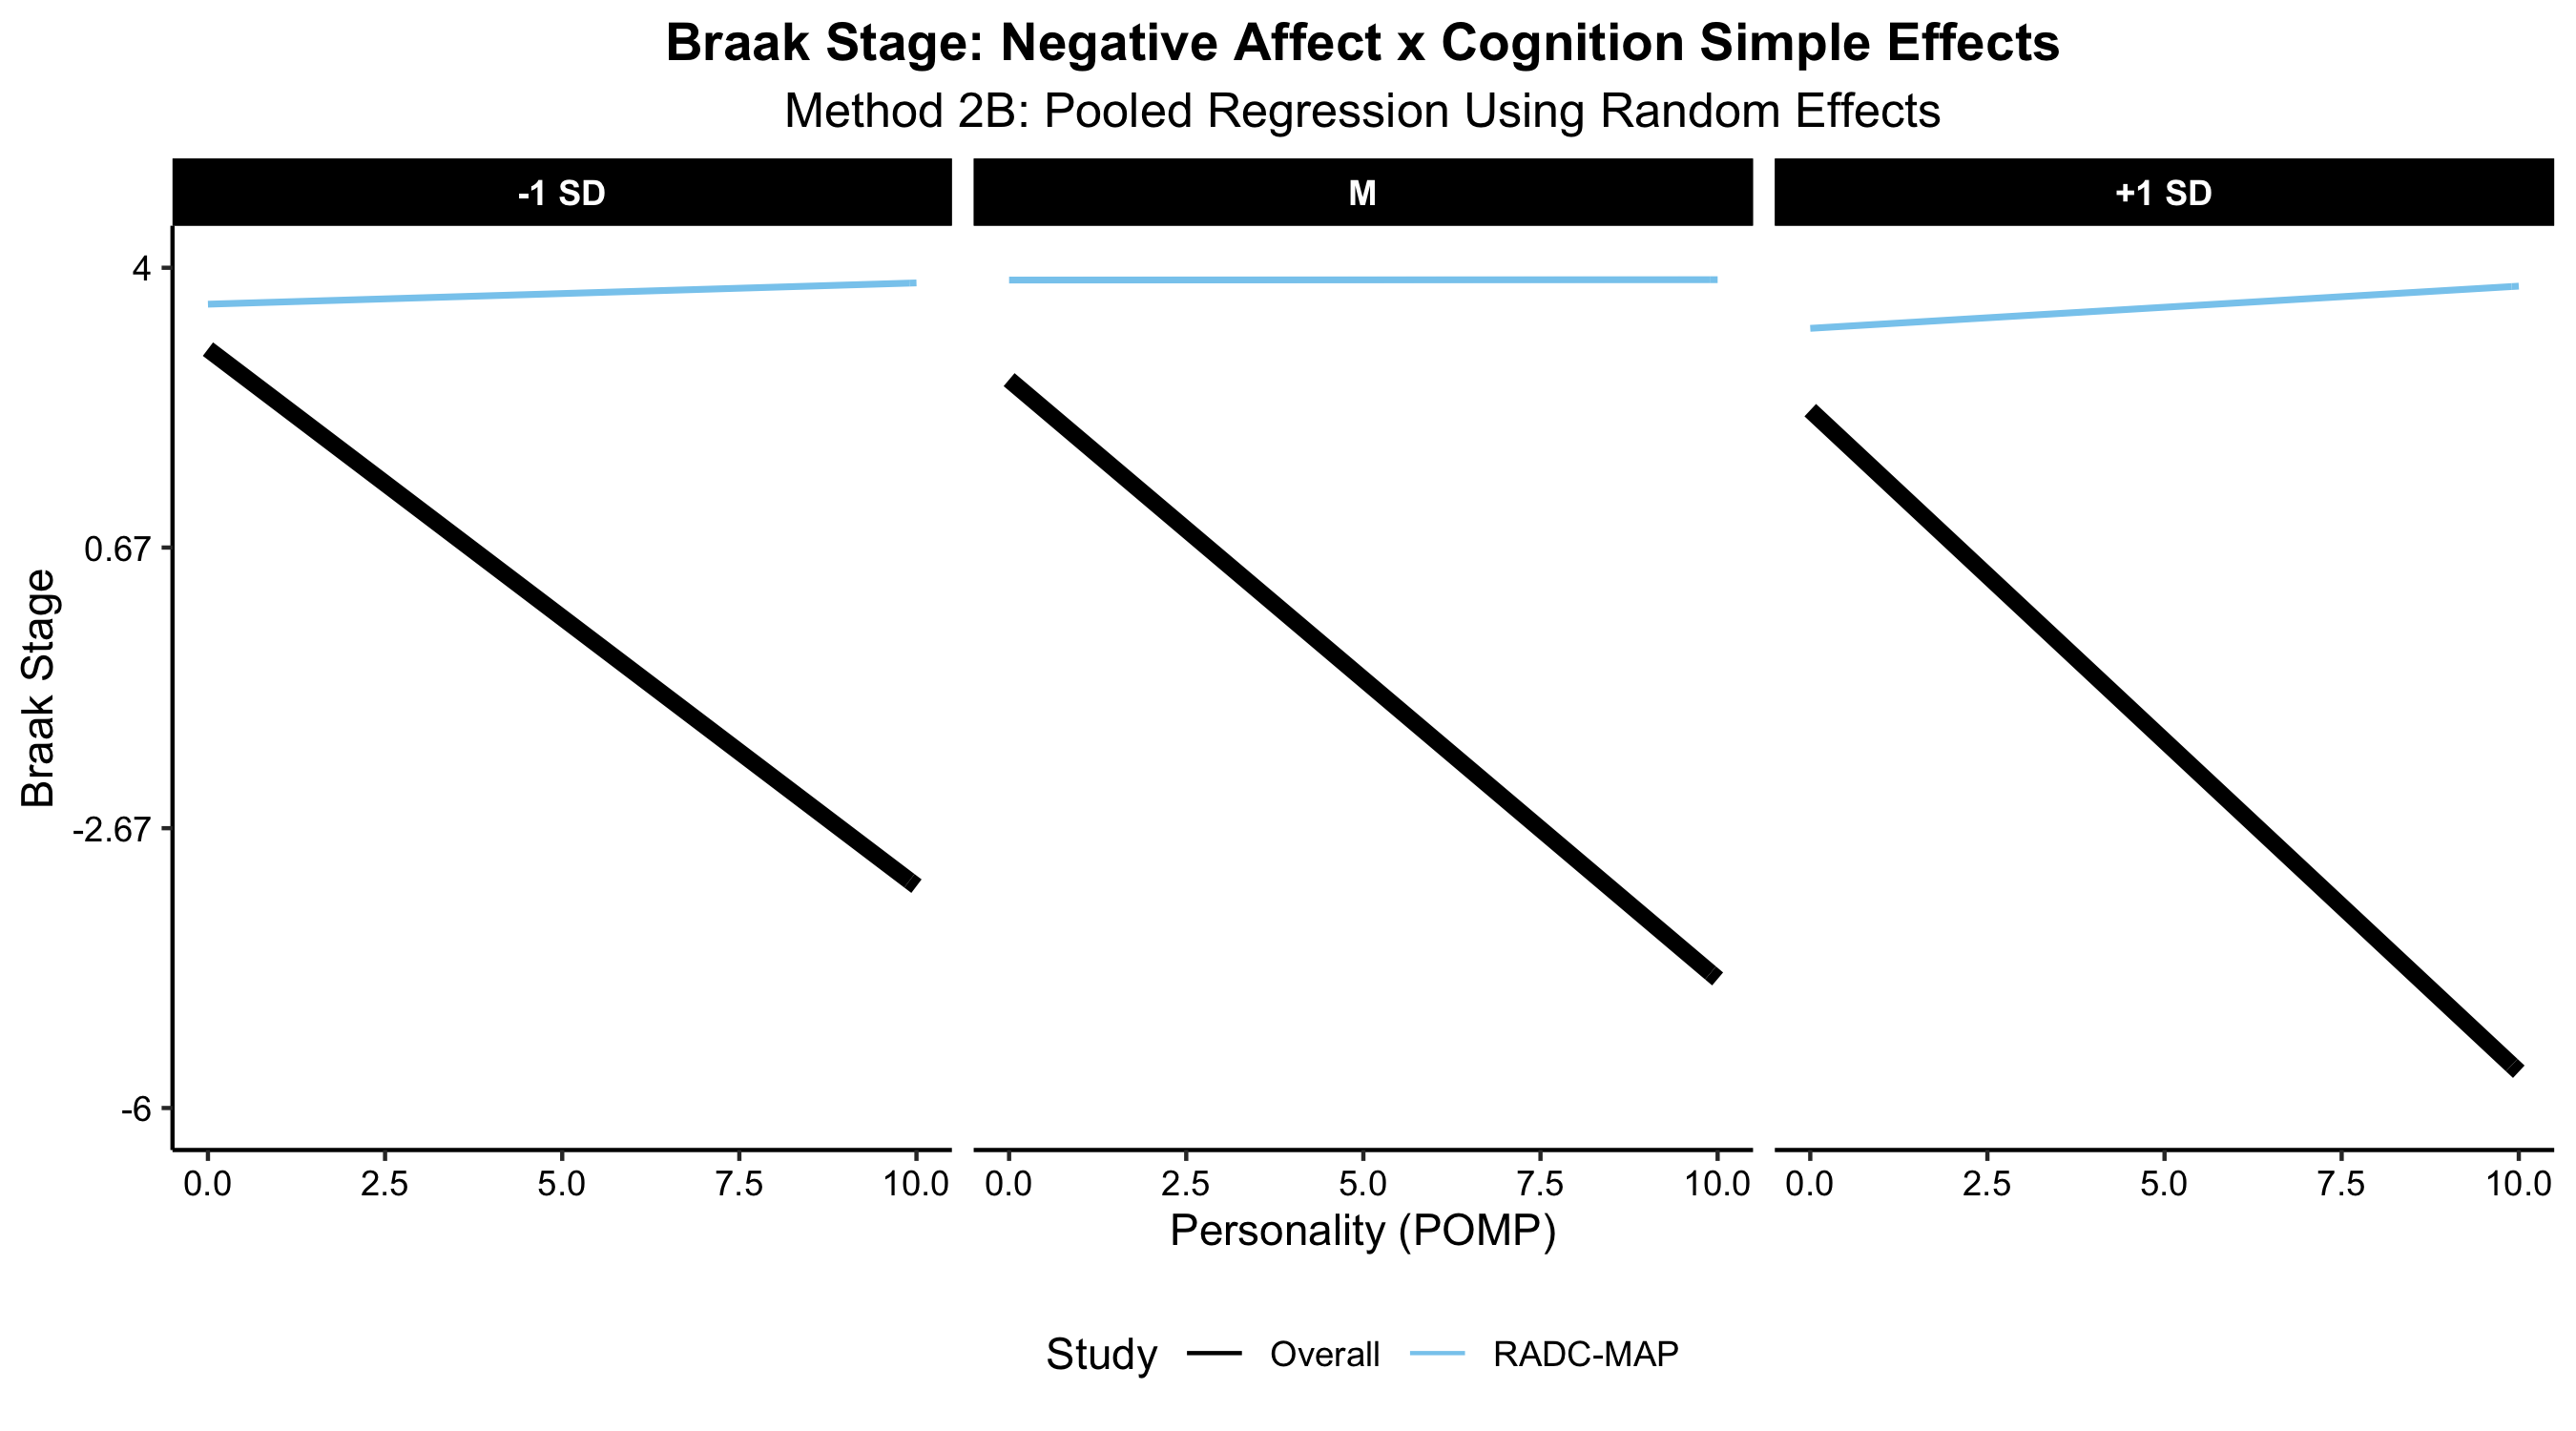 Braak Stage: Negative Affect x Cognition Simple Effects
Method 2B: Pooled Regression Using Random Effects
-1 SD
M
+1 SD
Braak Stage
4
0.67
-2.67
-6
0.0 2.5 5.0 7.5 10.0
0.0 2.5 5.0 7.5 10.0
0.0 2.5 5.0 7.5 10.0
Personality (POMP)
Study Overall RADC-MAP